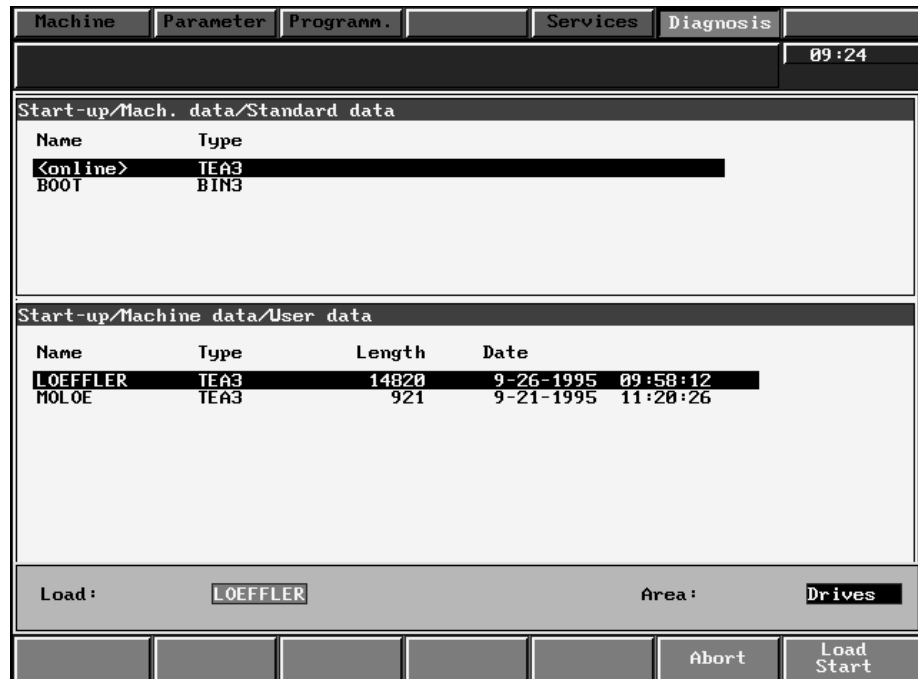 Machine Parameter Programm. Services Diagnosis
09:24
Start-up/Mach. data/Standard data
Name Type
<online> TEA3
BOOT BIN3
Start-up/Machine data/User data
Name Type Length Date
LOEFFLER TEA3 14820 9-26-1995 09:58:12
MOLOE TEA3 921 9-21-1995 11:20:26
Load: LOEFFLER Area: Drives
Abort Load
Start